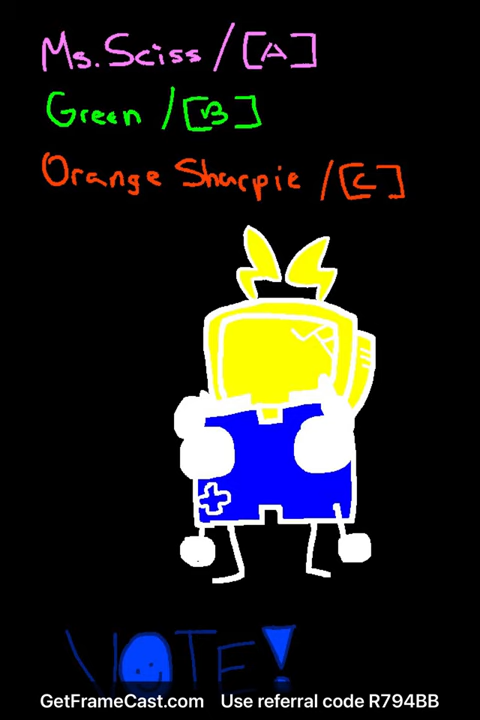 Ms. Sciss / [A]
Green / [B]
Orange Sharpie / [C]
VOTE!
GetFrameCast.com Use referral code R794BB